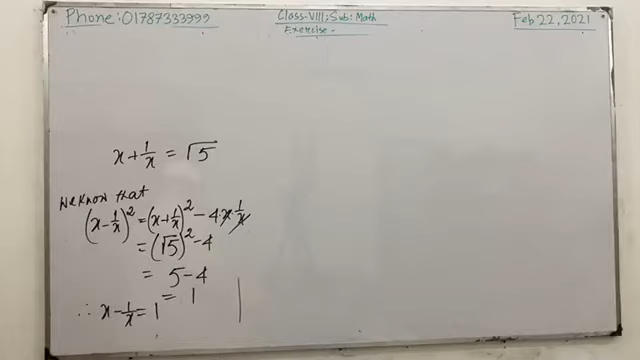 Phone: 01787333999
Class-VIII; Sub: Math
Exercise-
Feb 22, 2021
x + 1/x = √5
We know that
(x - 1/x)² = (x + 1/x)² - 4·x·1/x
= (√5)² - 4
= 5 - 4
= 1
∴ x - 1/x = 1